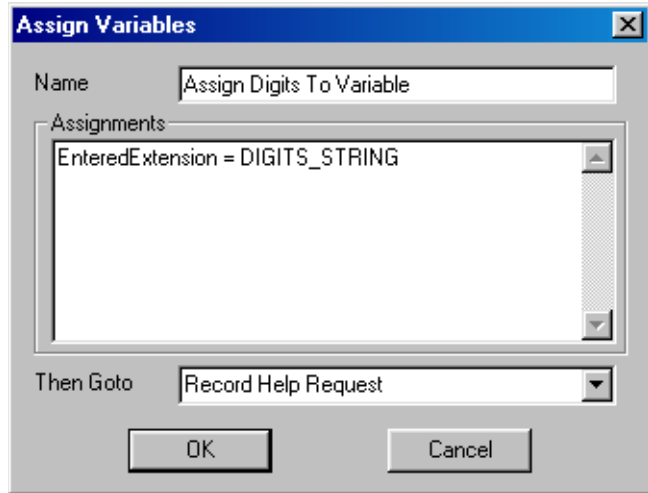 Assign Variables
Name Assign Digits To Variable
Assignments
EnteredExtension = DIGITS_STRING
Then Goto Record Help Request
OK Cancel